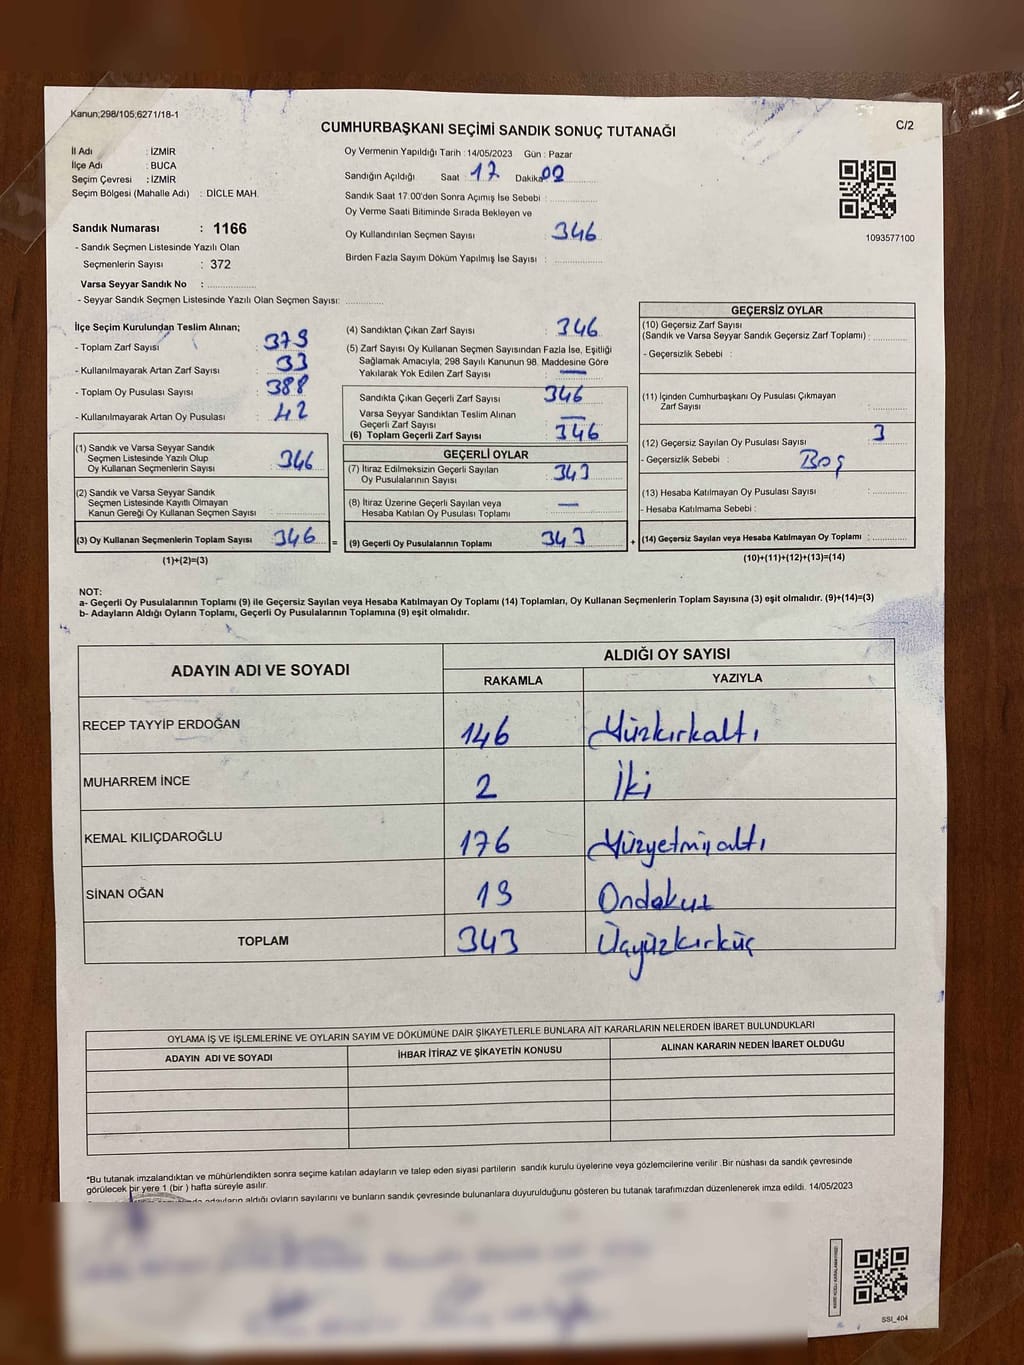 Kanun;298/105;6271/18-1
C/2
CUMHURBAŞKANI SEÇİMİ SANDIK SONUÇ TUTANAĞI
İl Adı : İZMİR
İlçe Adı : BUCA
Seçim Çevresi : İZMİR
Seçim Bölgesi (Mahalle Adı) : DİCLE MAH.
Oy Vermenin Yapıldığı Tarih : 14/05/2023 Gün : Pazar
Sandığın Açıldığı Saat : 17 Dakika 02
Sandık Saat 17:00'den Sonra Açımış İse Sebebi :
Oy Verme Saati Bitiminde Sırada Bekleyen ve
Oy Kullandırılan Seçmen Sayısı : 346
Birden Fazla Sayım Döküm Yapılmış İse Sayısı :
1093577100
Sandık Numarası : 1166
- Sandık Seçmen Listesinde Yazılı Olan
Seçmenlerin Sayısı : 372
Varsa Seyyar Sandık No :
- Seyyar Sandık Seçmen Listesinde Yazılı Olan Seçmen Sayısı:
İlçe Seçim Kurulundan Teslim Alınan;
- Toplam Zarf Sayısı : 379
- Kullanılmayarak Artan Zarf Sayısı : 33
- Toplam Oy Pusulası Sayısı : 388
- Kullanılmayarak Artan Oy Pusulası : 42
(1) Sandık ve Varsa Seyyar Sandık
Seçmen Listesinde Yazılı Olup
Oy Kullanan Seçmenlerin Sayısı : 346
(2) Sandık ve Varsa Seyyar Sandık
Seçmen Listesinde Kayıtlı Olmayan
Kanun Gereği Oy Kullanan Seçmen Sayısı :
(3) Oy Kullanan Seçmenlerin Toplam Sayısı : 346 =
(1)+(2)=(3)
(4) Sandıktan Çıkan Zarf Sayısı : 346
(5) Zarf Sayısı Oy Kullanan Seçmen Sayısından Fazla İse, Eşitliği
Sağlamak Amacıyla, 298 Sayılı Kanunun 98. Maddesine Göre
Yakılarak Yok Edilen Zarf Sayısı : —
Sandıkta Çıkan Geçerli Zarf Sayısı : 346
Varsa Seyyar Sandıktan Teslim Alınan
Geçerli Zarf Sayısı : —
(6) Toplam Geçerli Zarf Sayısı : 346
GEÇERLİ OYLAR
(7) İtiraz Edilmeksizin Geçerli Sayılan
Oy Pusulalarının Sayısı : 343
(8) İtiraz Üzerine Geçerli Sayılan veya
Hesaba Katılan Oy Pusulası Toplamı : —
(9) Geçerli Oy Pusulalarının Toplamı : 343 +
GEÇERSİZ OYLAR
(10) Geçersiz Zarf Sayısı
(Sandık ve Varsa Seyyar Sandık Geçersiz Zarf Toplamı) :
- Geçersizlik Sebebi :
(11) İçinden Cumhurbaşkanı Oy Pusulası Çıkmayan
Zarf Sayısı :
(12) Geçersiz Sayılan Oy Pusulası Sayısı : 3
- Geçersizlik Sebebi : Boş
(13) Hesaba Katılmayan Oy Pusulası Sayısı :
- Hesaba Katılmama Sebebi :
(14) Geçersiz Sayılan veya Hesaba Katılmayan Oy Toplamı :
(10)+(11)+(12)+(13)=(14)
NOT:
a- Geçerli Oy Pusulalarının Toplamı (9) ile Geçersiz Sayılan veya Hesaba Katılmayan Oy Toplamı (14) Toplamları, Oy Kullanan Seçmenlerin Toplam Sayısına (3) eşit olmalıdır. (9)+(14)=(3)
b- Adayların Aldığı Oyların Toplamı, Geçerli Oy Pusulalarının Toplamına (9) eşit olmalıdır.
ADAYIN ADI VE SOYADI ALDIĞI OY SAYISI
RAKAMLA YAZIYLA
RECEP TAYYİP ERDOĞAN 146 Yüzkırkaltı
MUHARREM İNCE 2 İki
KEMAL KILIÇDAROĞLU 176 Yüzyetmişaltı
SİNAN OĞAN 19 Ondokuz
TOPLAM 343 Üçyüzkırküç
OYLAMA İŞ VE İŞLEMLERİNE VE OYLARIN SAYIM VE DÖKÜMÜNE DAİR ŞİKAYETLERLE BUNLARA AİT KARARLARIN NELERDEN İBARET BULUNDUKLARI
ADAYIN ADI VE SOYADI İHBAR İTİRAZ VE ŞİKAYETİN KONUSU ALINAN KARARIN NEDEN İBARET OLDUĞU
*Bu tutanak imzalandıktan ve mühürlendikten sonra seçime katılan adayların ve talep eden siyasi partilerin sandık kurulu üyelerine veya gözlemcilerine verilir .Bir nüshası da sandık çevresinde
görülecek bir yere 1 (bir ) hafta süreyle asılır.
adayların aldığı oyların sayılarını ve bunların sandık çevresinde bulunanlara duyurulduğunu gösteren bu tutanak tarafımızdan düzenlenerek imza edildi. 14/05/2023
SSI_404